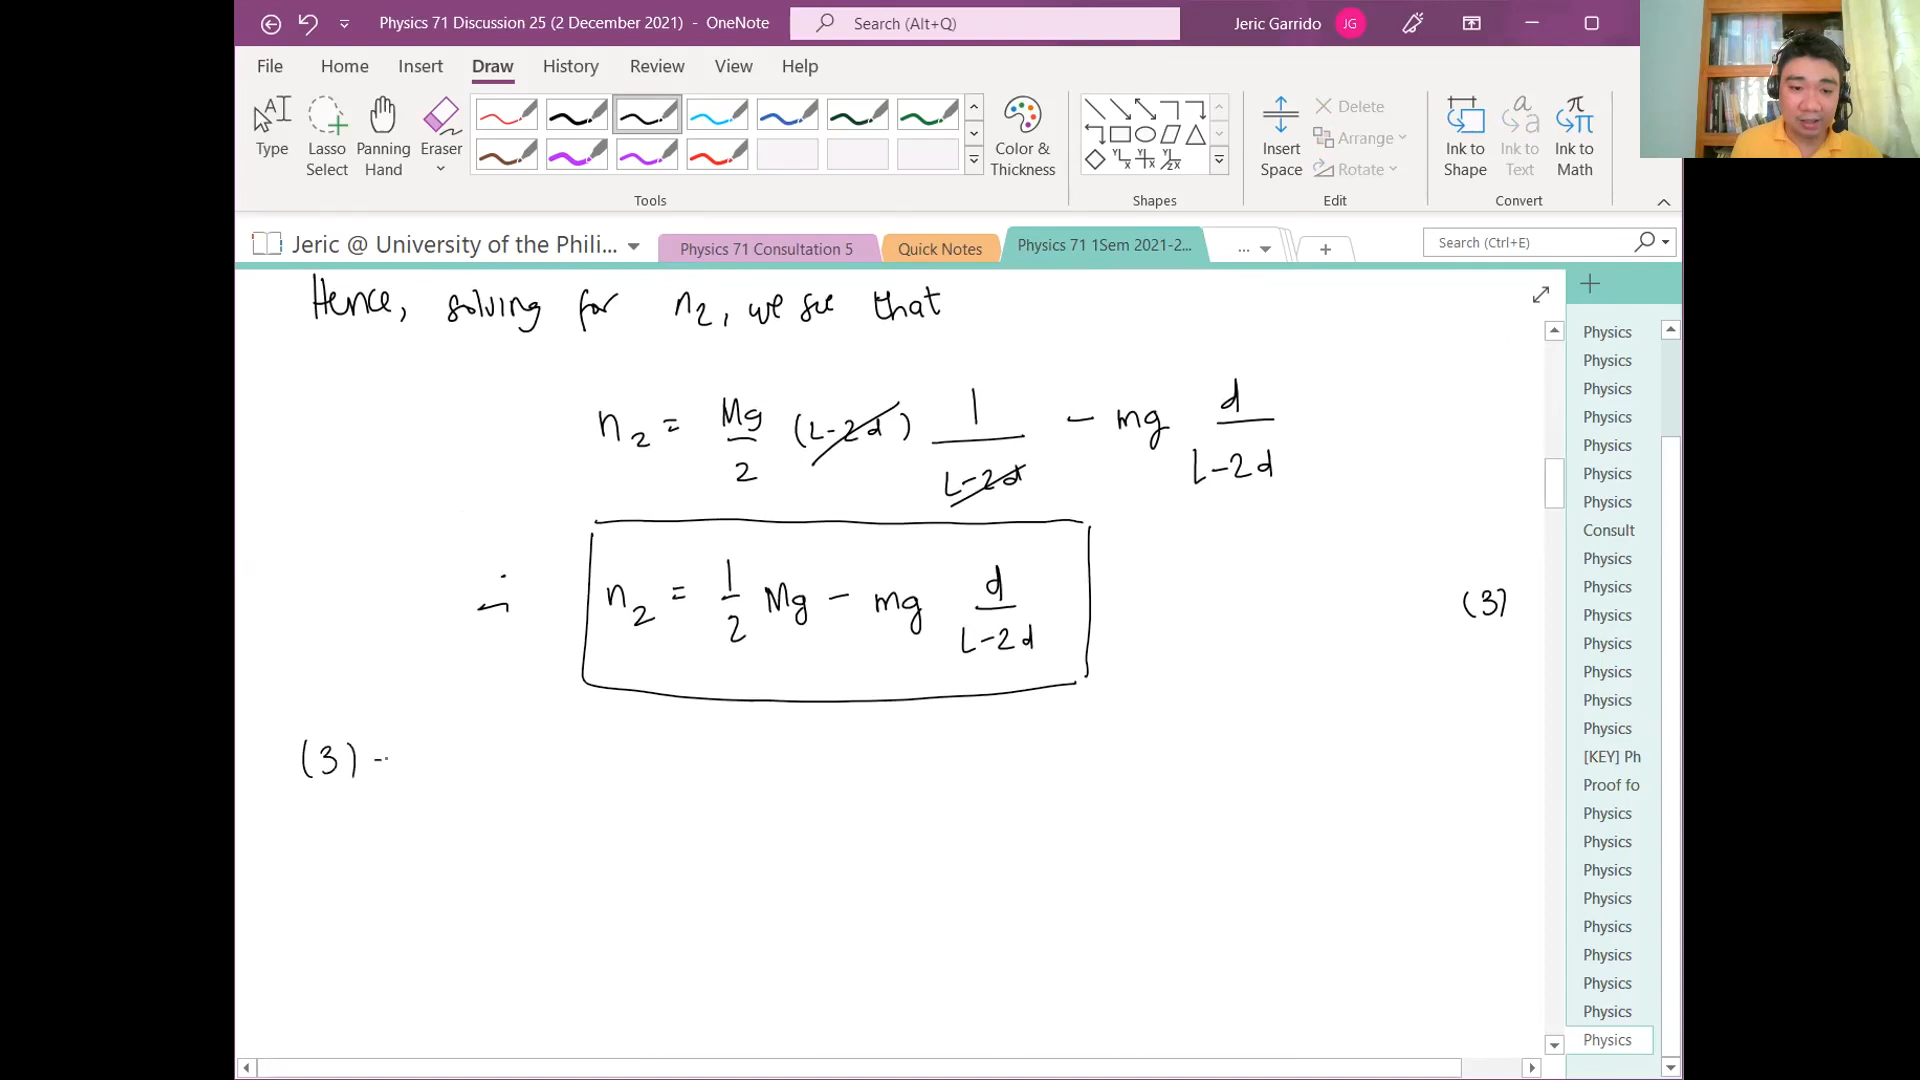 Physics 71 Discussion 25 (2 December 2021) - OneNote
Search (Alt+Q)
Jeric Garrido
JG
File Home Insert Draw History Review View Help
Type
Lasso Select
Panning Hand
Eraser
Color & Thickness
Insert Space
Delete
Arrange
Rotate
Ink to Shape
Ink to Text
Ink to Math
Tools
Shapes
Edit
Convert
Jeric @ University of the Phili...
Physics 71 Consultation 5
Quick Notes
Physics 71 1Sem 2021-2...
...
Search (Ctrl+E)
Hence, solving for n₂, we see that
n₂ = Mg/2 (L-2d) 1/(L-2d) - mg d/(L-2d)
∴ n₂ = 1/2 Mg - mg d/(L-2d) (3)
(3) -
Physics
Physics
Physics
Physics
Physics
Physics
Physics
Consult
Physics
Physics
Physics
Physics
Physics
Physics
Physics
[KEY] Ph
Proof fo
Physics
Physics
Physics
Physics
Physics
Physics
Physics
Physics
Physics